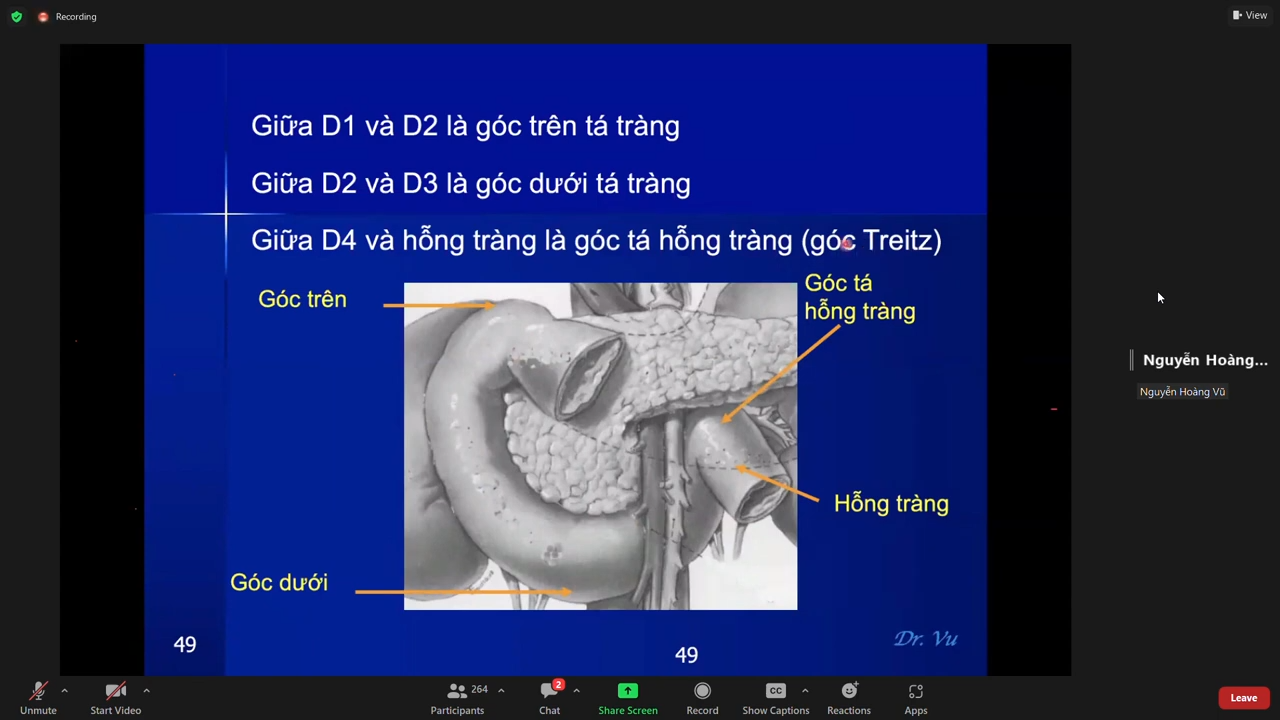 Recording
View
Giữa D1 và D2 là góc trên tá tràng
Giữa D2 và D3 là góc dưới tá tràng
Giữa D4 và hỗng tràng là góc tá hỗng tràng (góc Treitz)
Góc trên
Góc tá
hỗng tràng
Hỗng tràng
Góc dưới
49
49
Dr. Vu
Nguyễn Hoàng...
Nguyễn Hoàng Vũ
264
2
CC
Unmute
Start Video
Participants
Chat
Share Screen
Record
Show Captions
Reactions
Apps
Leave